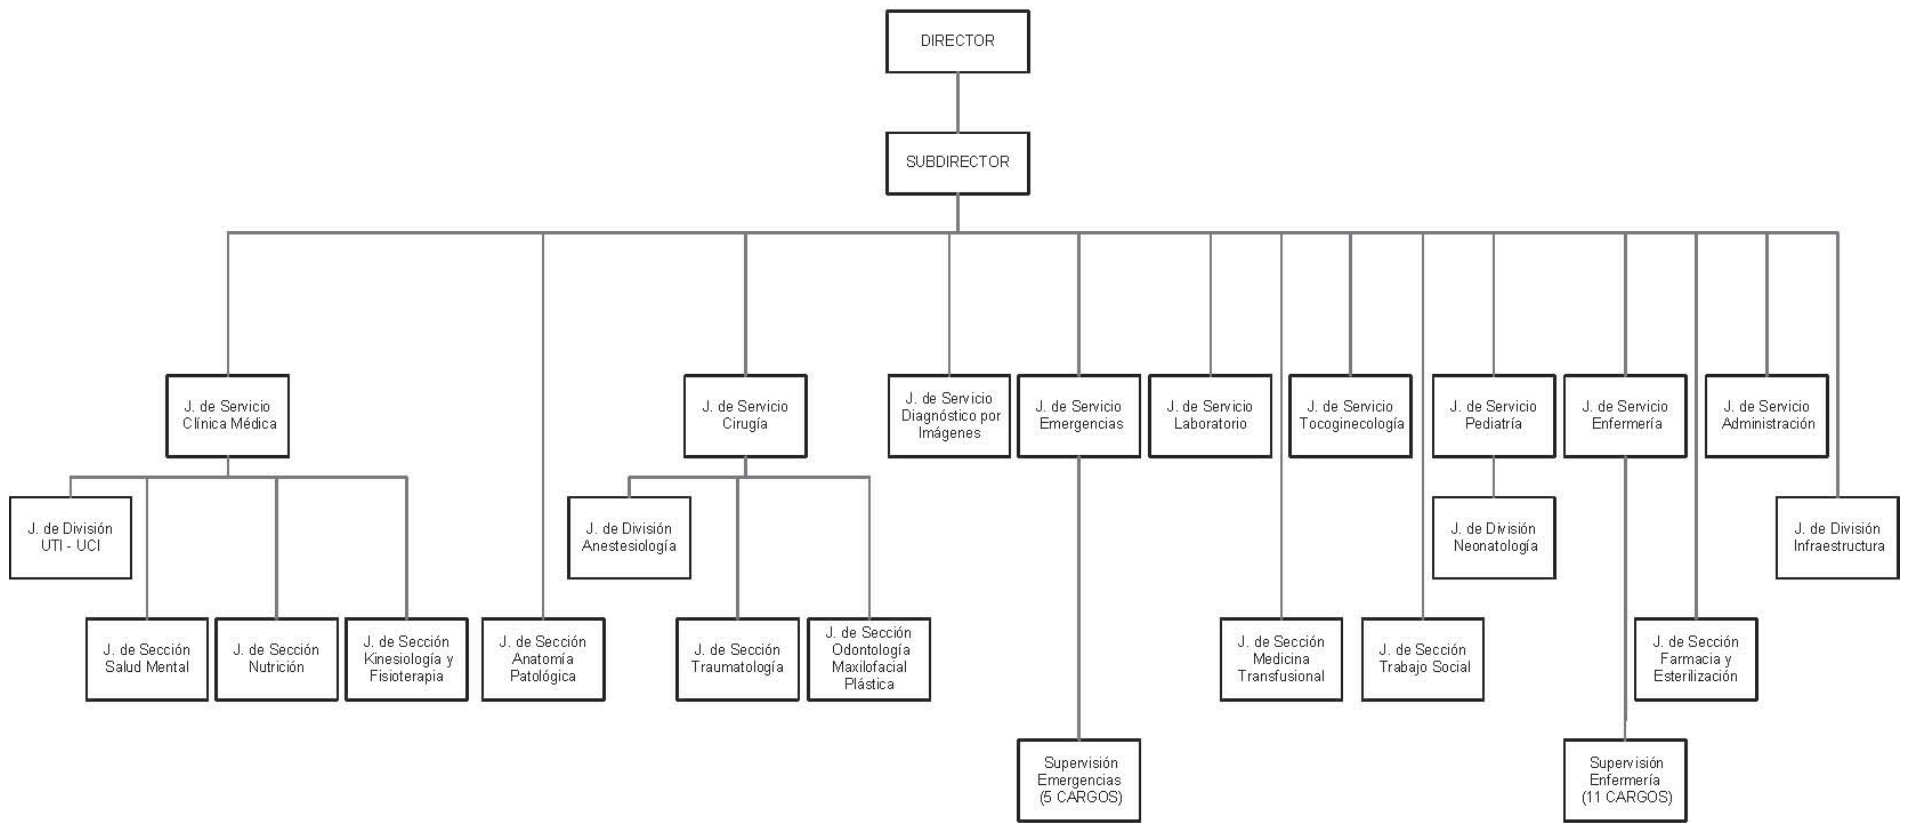 DIRECTOR
SUBDIRECTOR
J. de Servicio
Clínica Médica
J. de Servicio
Cirugía
J. de Servicio
Diagnóstico por
Imágenes
J. de Servicio
Emergencias
J. de Servicio
Laboratorio
J. de Servicio
Tocoginecología
J. de Servicio
Pediatría
J. de Servicio
Enfermería
J. de Servicio
Administración
J. de División
UTI - UCI
J. de División
Anestesiología
J. de División
Neonatología
J. de División
Infraestructura
J. de Sección
Salud Mental
J. de Sección
Nutrición
J. de Sección
Kinesiología y
Fisioterapia
J. de Sección
Anatomía
Patológica
J. de Sección
Traumatología
J. de Sección
Odontología
Maxilofacial
Plástica
J. de Sección
Medicina
Transfusional
J. de Sección
Trabajo Social
J. de Sección
Farmacia y
Esterilización
Supervisión
Emergencias
(5 CARGOS)
Supervisión
Enfermería
(11 CARGOS)